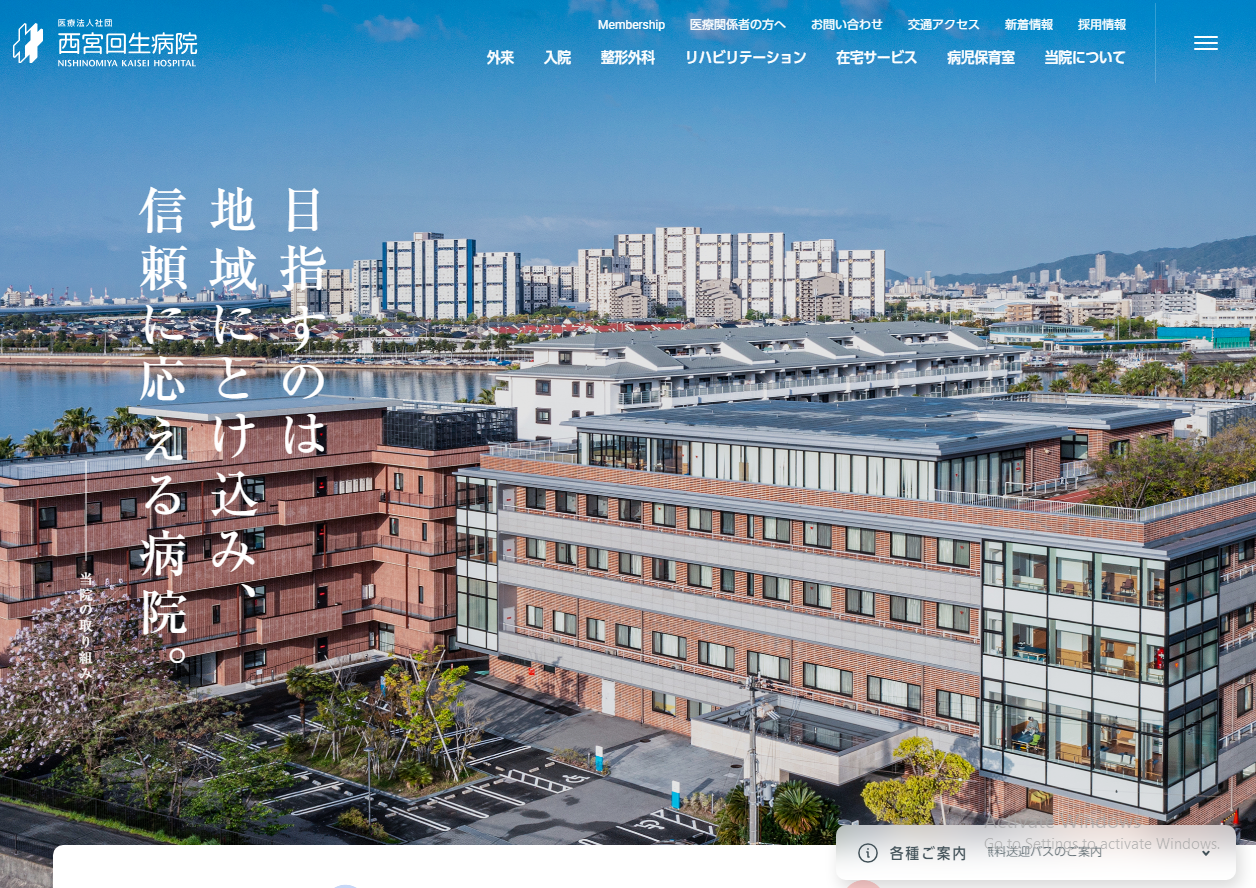 医療法人社団
西宮回生病院
NISHINOMIYA KAISEI HOSPITAL
Membership 医療関係者の方へ お問い合わせ 交通アクセス 新着情報 採用情報
外来 入院 整形外科 リハビリテーション 在宅サービス 病児保育室 当院について
目指すのは
地域にとけ込み、
信頼に応える病院。
当院の取り組み
各種ご案内 料送迎バスのご案内
Activate Windows
Go to Settings to activate Windows.